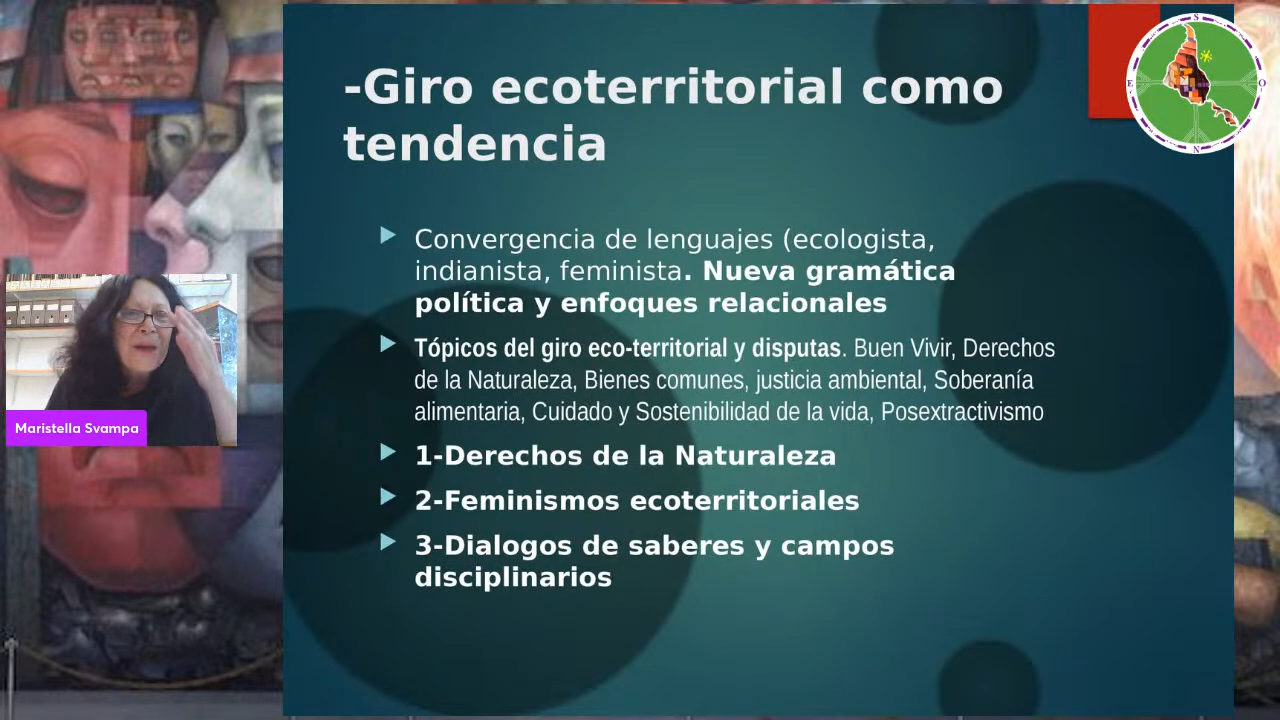 -Giro ecoterritorial como
tendencia
Convergencia de lenguajes (ecologista,
indianista, feminista. Nueva gramática
política y enfoques relacionales
Tópicos del giro eco-territorial y disputas. Buen Vivir, Derechos
de la Naturaleza, Bienes comunes, justicia ambiental, Soberanía
alimentaria, Cuidado y Sostenibilidad de la vida, Posextractivismo
1-Derechos de la Naturaleza
2-Feminismos ecoterritoriales
3-Dialogos de saberes y campos
disciplinarios
Maristella Svampa
S
E
O
N